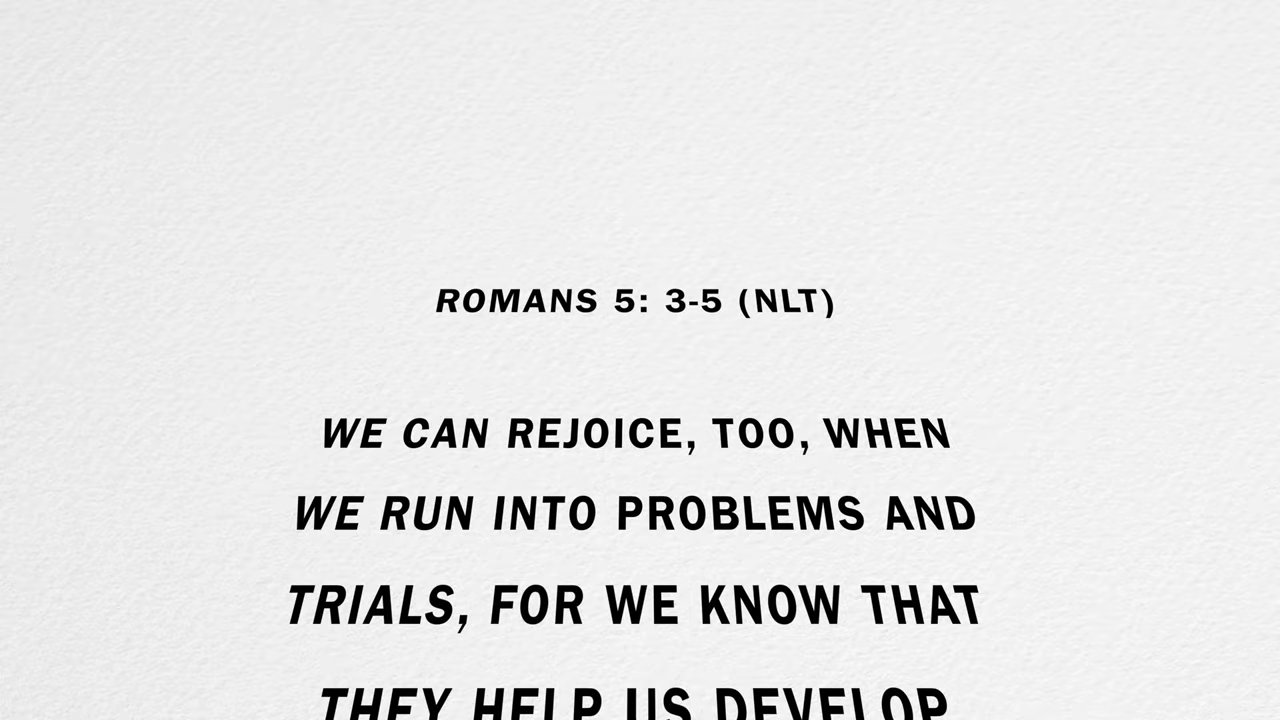 ROMANS 5: 3-5 (NLT)
WE CAN REJOICE, TOO, WHEN
WE RUN INTO PROBLEMS AND
TRIALS, FOR WE KNOW THAT
THEY HELP US DEVELOP